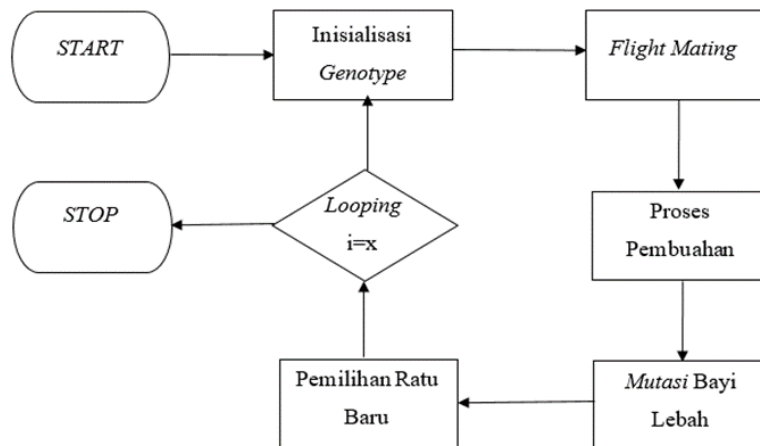 START
Inisialisasi
Genotype
Flight Mating
STOP
Looping
i=x
Proses
Pembuahan
Pemilihan Ratu
Baru
Mutasi Bayi
Lebah